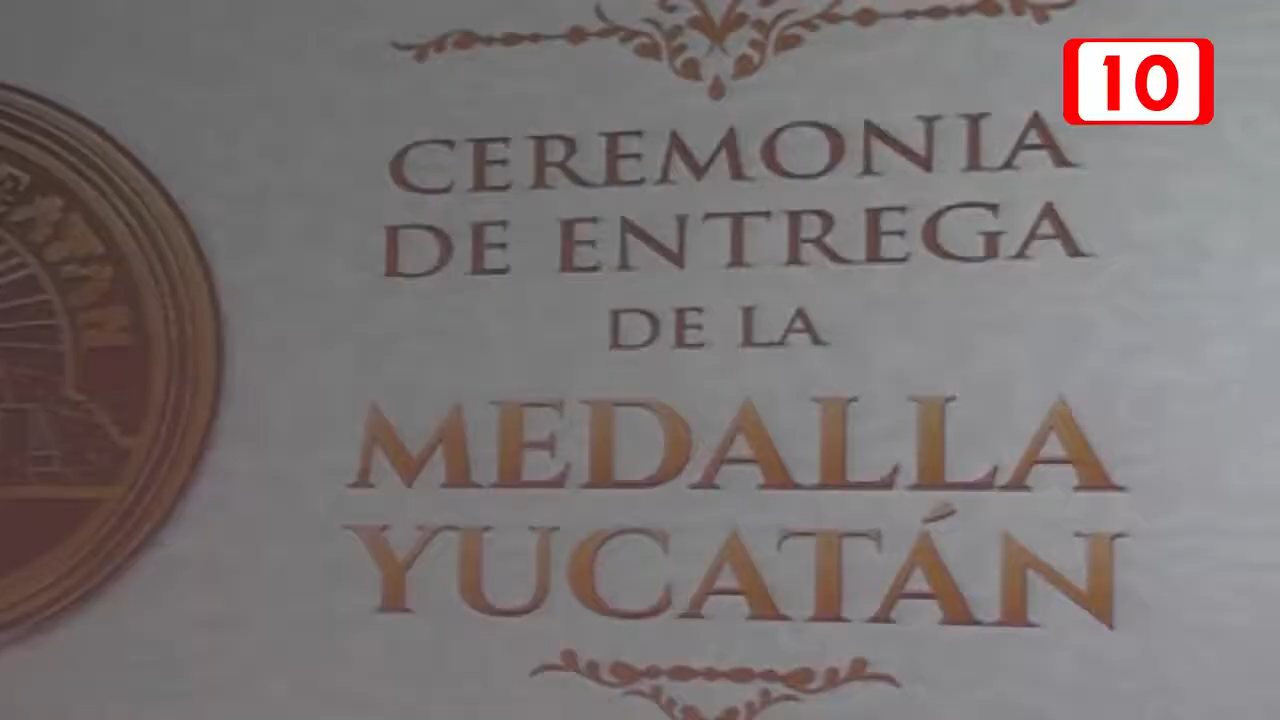 10
CEREMONIA
DE ENTREGA
DE LA
MEDALLA
YUCATÁN